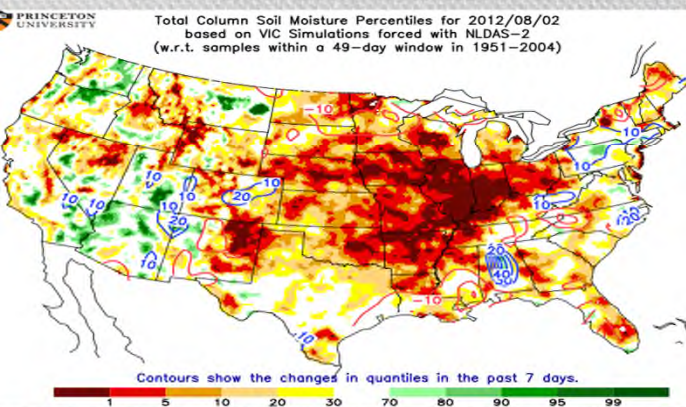 PRINCETON
UNIVERSITY
Total Column Soil Moisture Percentiles for 2012/08/02
based on VIC Simulations forced with NLDAS-2
(w.r.t. samples within a 49-day window in 1951-2004)
-10
10
10
10
10
10
10
20
10
20
10
10
10
10
20
20
40
-10
10
Contours show the changes in quantiles in the past 7 days.
1 5 10 20 30 70 80 90 95 99